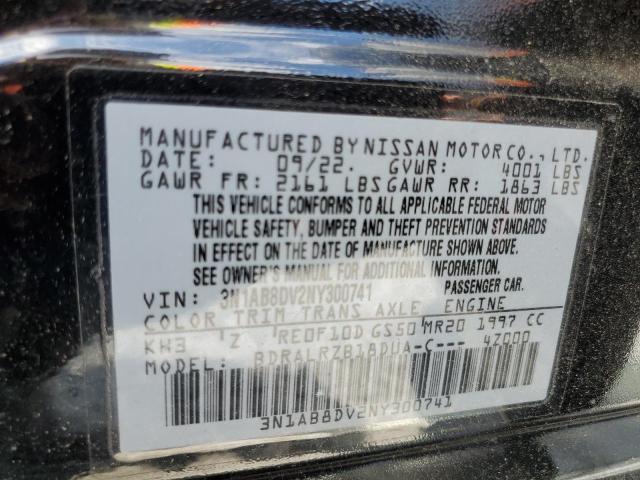 MANUFACTURED BY NISSAN MOTOR CO., LTD.
DATE: 09/22. GVWR: 4001 LBS
GAWR FR: 2161 LBS GAWR RR: 1863 LBS
THIS VEHICLE CONFORMS TO ALL APPLICABLE FEDERAL MOTOR
VEHICLE SAFETY, BUMPER AND THEFT PREVENTION STANDARDS
IN EFFECT ON THE DATE OF MANUFACTURE SHOWN ABOVE.
SEE OWNER'S MANUAL FOR ADDITIONAL INFORMATION.
VIN: 3N1AB8DV2NY300741 PASSENGER CAR.
COLOR TRIM TRANS AXLE ENGINE
KH3 Z RE0F10D GS50 MR20 1997 CC
MODEL: BDRALRZB18DUA-C--- 4Z000
3N1AB8DV2NY300741